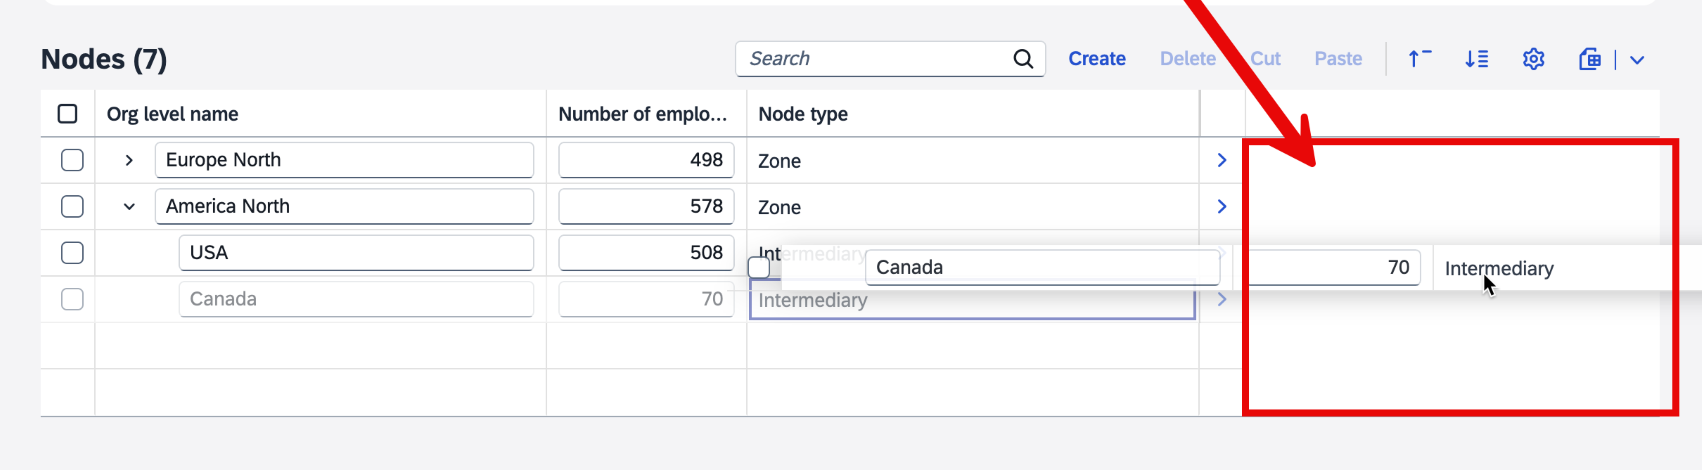 Nodes (7)
Search
Create
Delete
Cut
Paste
Org level name
Number of emplo...
Node type
Europe North
498
Zone
America North
578
Zone
USA
508
Intermediary
Canada
70
Intermediary
Canada
70
Intermediary